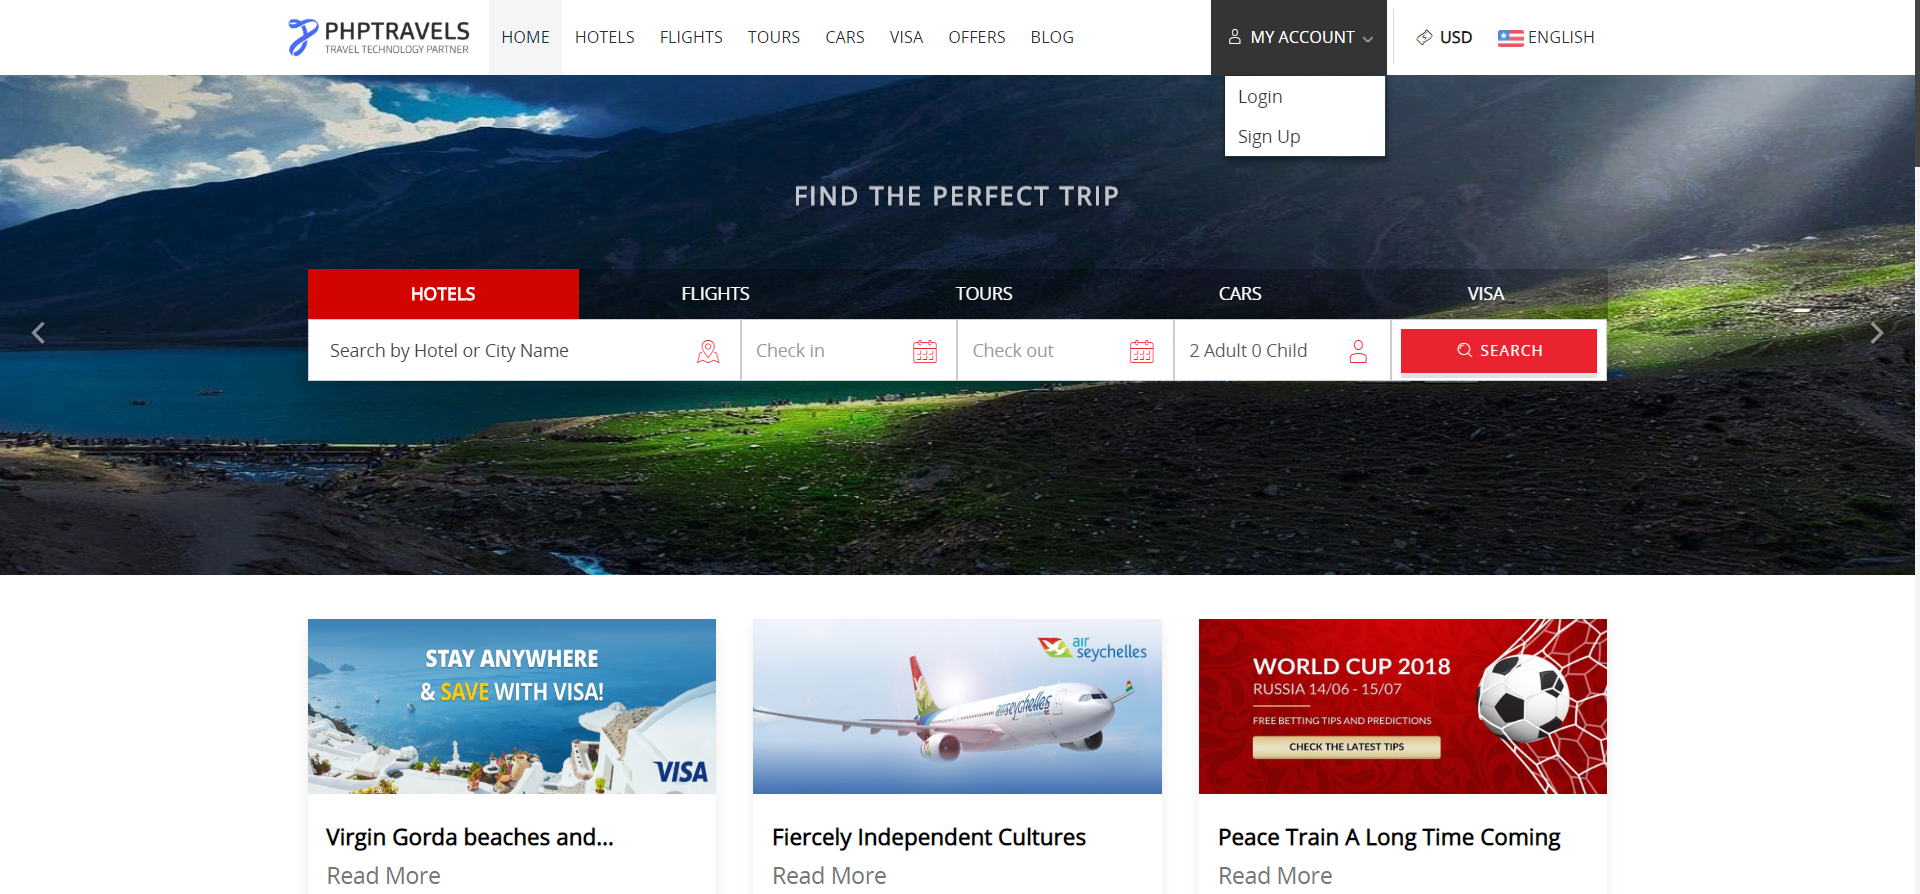 PHPTRAVELS
TRAVEL TECHNOLOGY PARTNER
HOME HOTELS FLIGHTS TOURS CARS VISA OFFERS BLOG
MY ACCOUNT
USD
ENGLISH
Login
Sign Up
FIND THE PERFECT TRIP
HOTELS FLIGHTS TOURS CARS VISA
Search by Hotel or City Name Check in Check out 2 Adult 0 Child SEARCH
STAY ANYWHERE
& SAVE WITH VISA!
VISA
air
seychelles
airseychelles
WORLD CUP 2018
RUSSIA 14/06 - 15/07
FREE BETTING TIPS AND PREDICTIONS
CHECK THE LATEST TIPS
Virgin Gorda beaches and...
Read More
Fiercely Independent Cultures
Read More
Peace Train A Long Time Coming
Read More